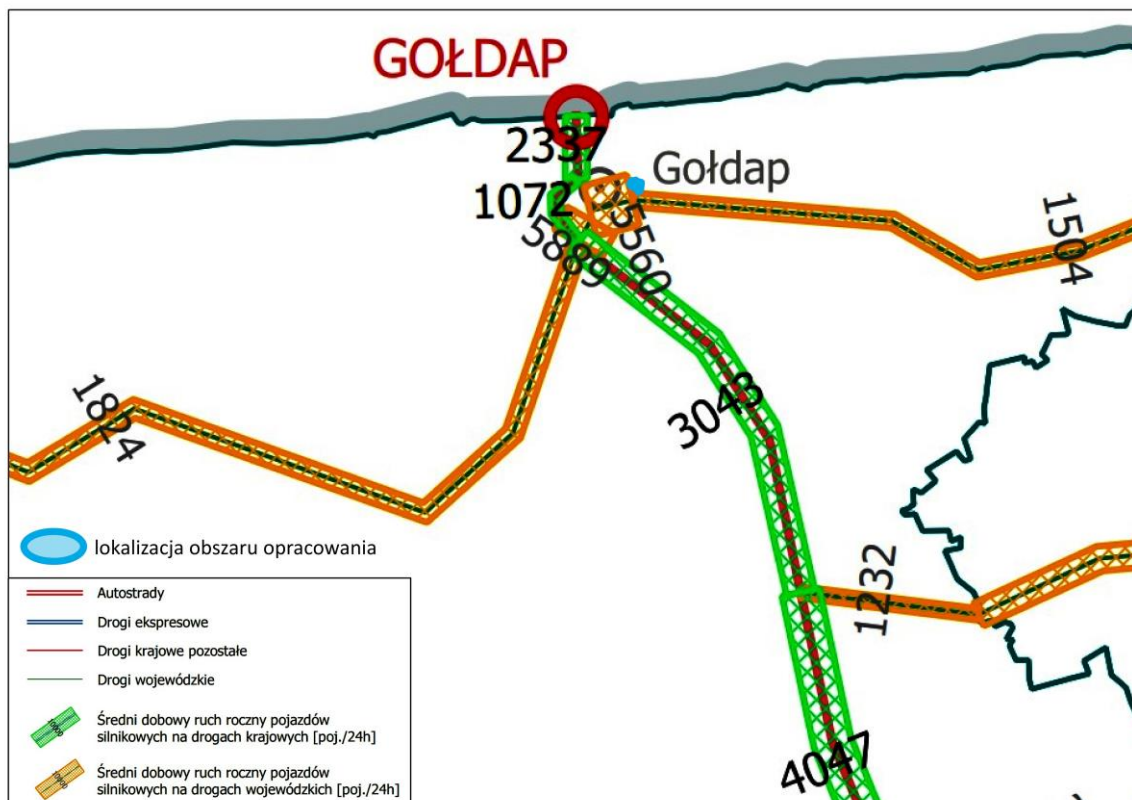 GOŁDAP
2337
Gołdap
1072
5889
5560
1504
3043
1824
1232
4047
lokalizacja obszaru opracowania
Autostrady
Drogi ekspresowe
Drogi krajowe pozostałe
Drogi wojewódzkie
10000
Średni dobowy ruch roczny pojazdów
silnikowych na drogach krajowych [poj./24h]
10000
Średni dobowy ruch roczny pojazdów
silnikowych na drogach wojewódzkich [poj./24h]